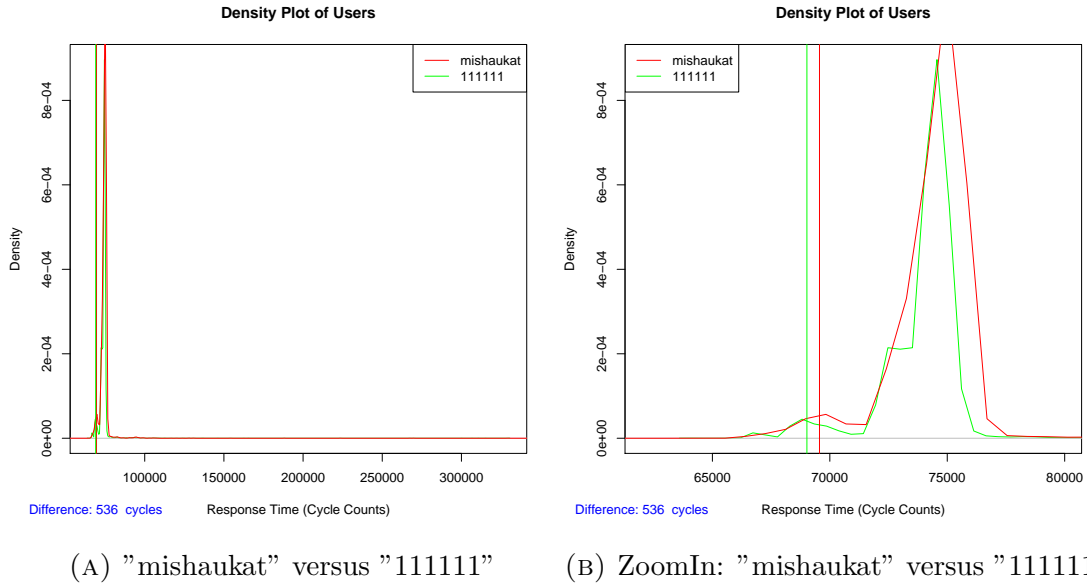 Density Plot of Users
mishaukat
111111
Density
0e+00 2e-04 4e-04 6e-04 8e-04
100000 150000 200000 250000 300000
Difference: 536 cycles
Response Time (Cycle Counts)
(A) "mishaukat" versus "111111"
Density Plot of Users
mishaukat
111111
Density
0e+00 2e-04 4e-04 6e-04 8e-04
65000 70000 75000 80000
Difference: 536 cycles
Response Time (Cycle Counts)
(B) ZoomIn: "mishaukat" versus "111111